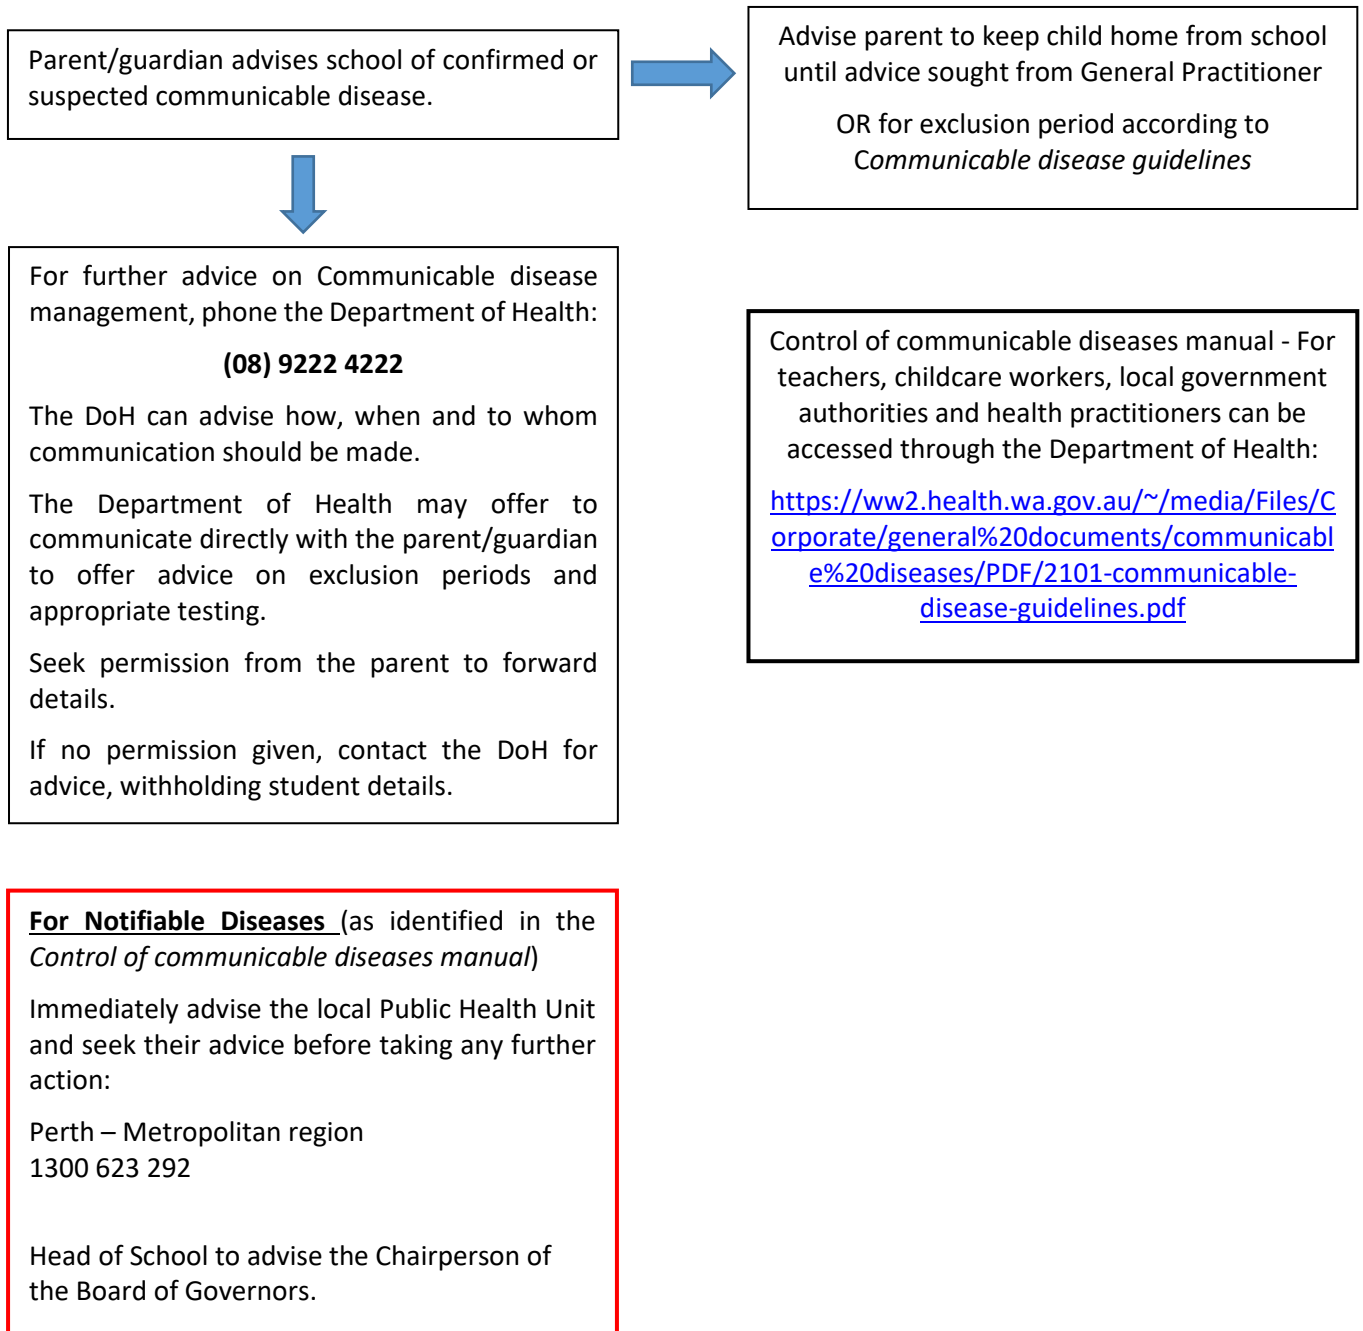 Parent/guardian advises school of confirmed or
suspected communicable disease.
Advise parent to keep child home from school
until advice sought from General Practitioner
OR for exclusion period according to
Communicable disease guidelines
For further advice on Communicable disease
management, phone the Department of Health:
(08) 9222 4222
The DoH can advise how, when and to whom
communication should be made.
The Department of Health may offer to
communicate directly with the parent/guardian
to offer advice on exclusion periods and
appropriate testing.
Seek permission from the parent to forward
details.
If no permission given, contact the DoH for
advice, withholding student details.
Control of communicable diseases manual - For
teachers, childcare workers, local government
authorities and health practitioners can be
accessed through the Department of Health:
https://ww2.health.wa.gov.au/~/media/Files/C
orporate/general%20documents/communicabl
e%20diseases/PDF/2101-communicable-
disease-guidelines.pdf
For Notifiable Diseases (as identified in the
Control of communicable diseases manual)
Immediately advise the local Public Health Unit
and seek their advice before taking any further
action:
Perth – Metropolitan region
1300 623 292
Head of School to advise the Chairperson of
the Board of Governors.